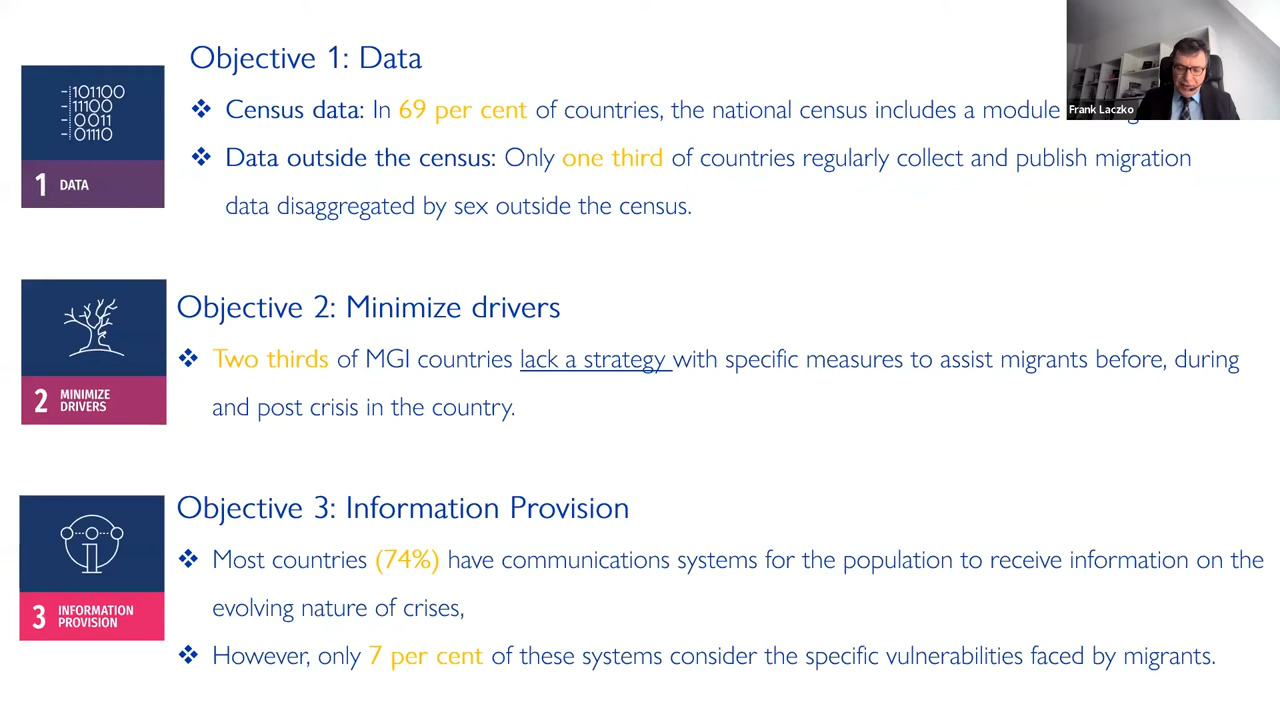 Objective 1: Data
Census data: In 69 per cent of countries, the national census includes a module
Data outside the census: Only one third of countries regularly collect and publish migration
data disaggregated by sex outside the census.
101100
11100
0011
01110
1 DATA
Frank Laczko
Objective 2: Minimize drivers
Two thirds of MGI countries lack a strategy with specific measures to assist migrants before, during
and post crisis in the country.
2 MINIMIZE
DRIVERS
Objective 3: Information Provision
Most countries (74%) have communications systems for the population to receive information on the
evolving nature of crises,
However, only 7 per cent of these systems consider the specific vulnerabilities faced by migrants.
3 INFORMATION
PROVISION